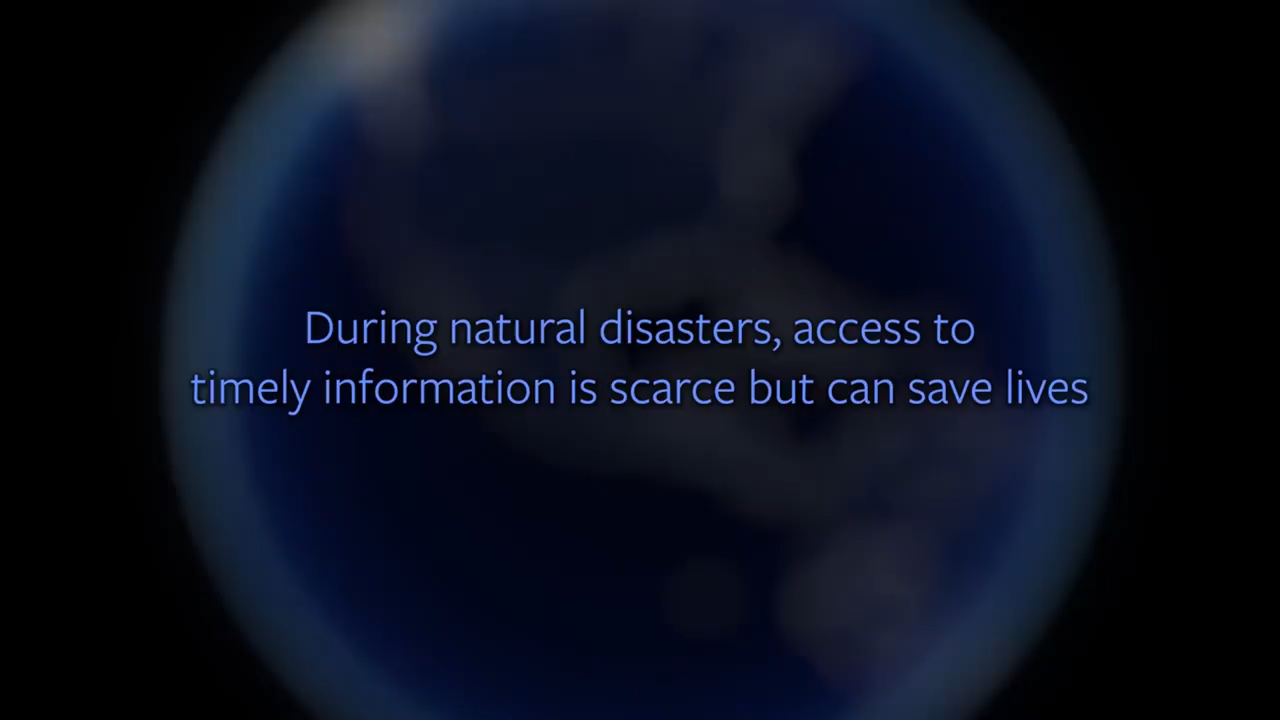 During natural disasters, access to
timely information is scarce but can save lives